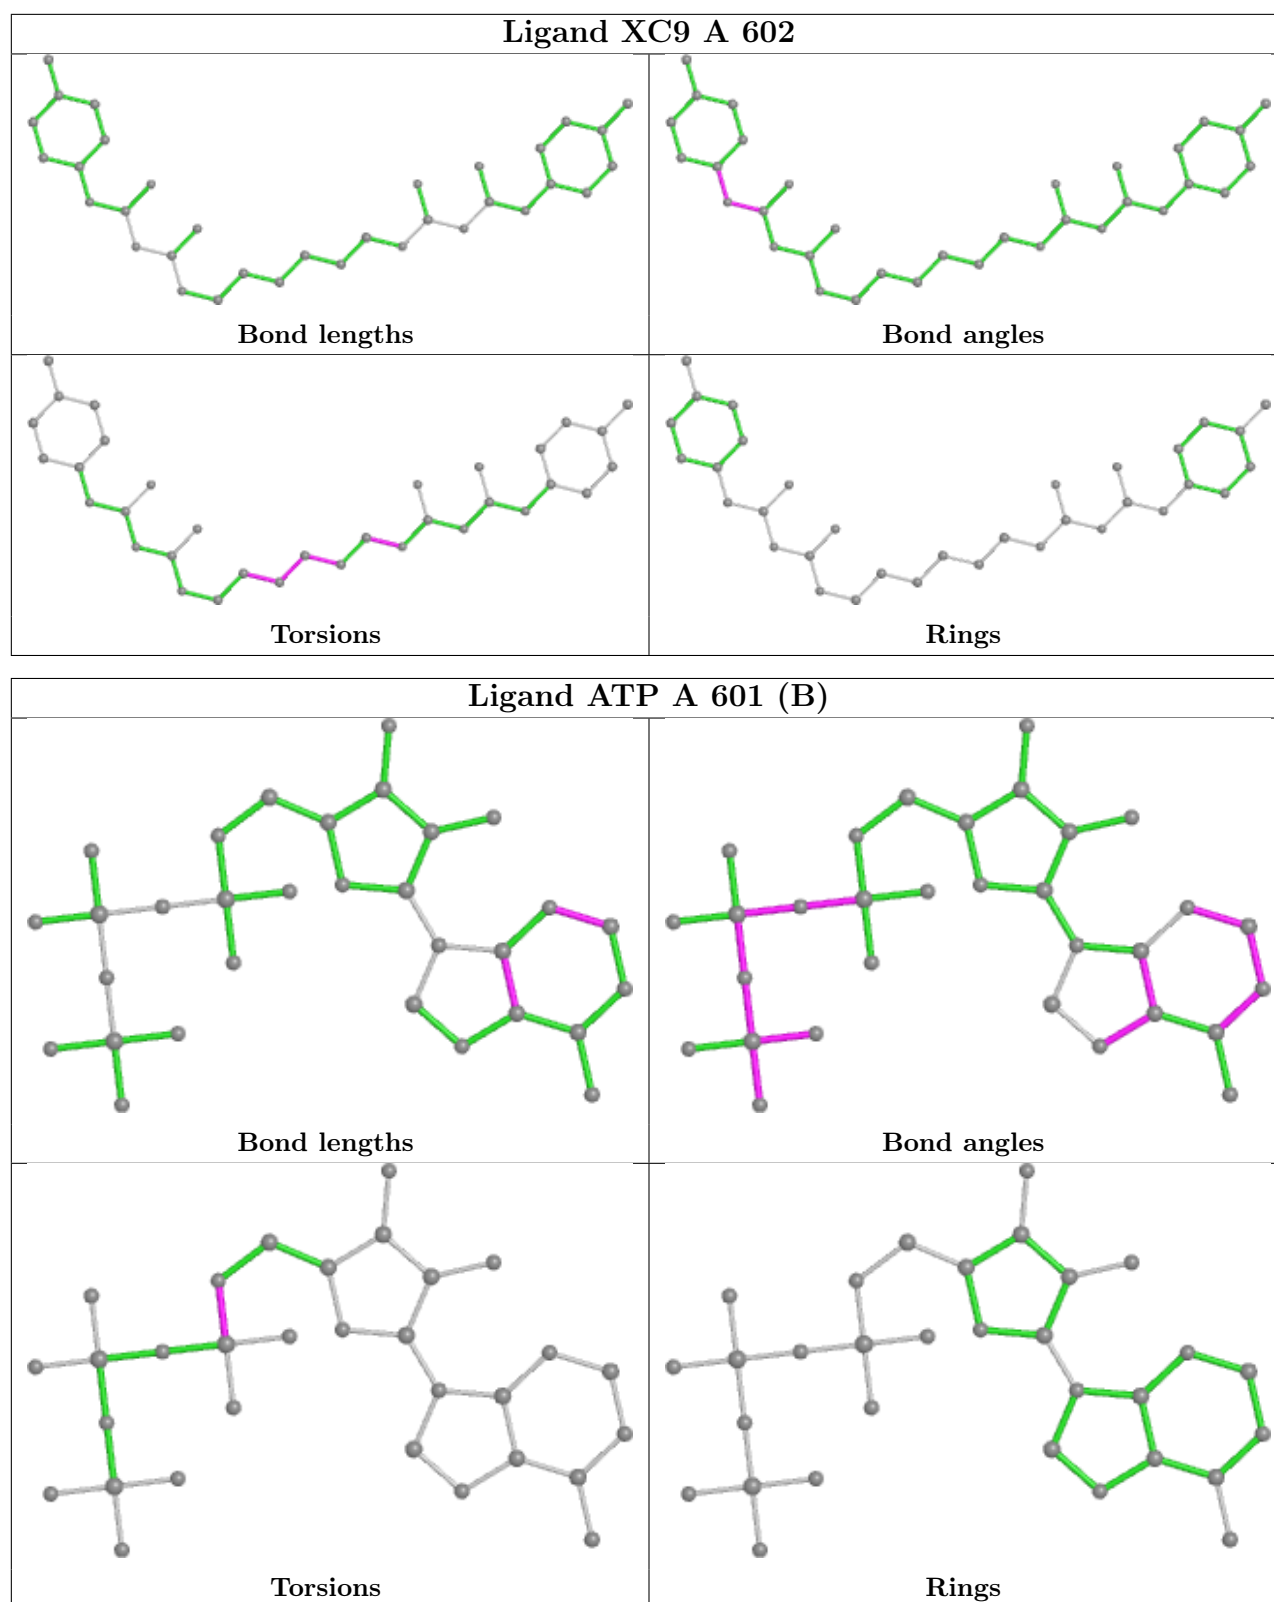 Ligand XC9 A 602
Bond lengths
Bond angles
Torsions
Rings
Ligand ATP A 601 (B)
Bond lengths
Bond angles
Torsions
Rings